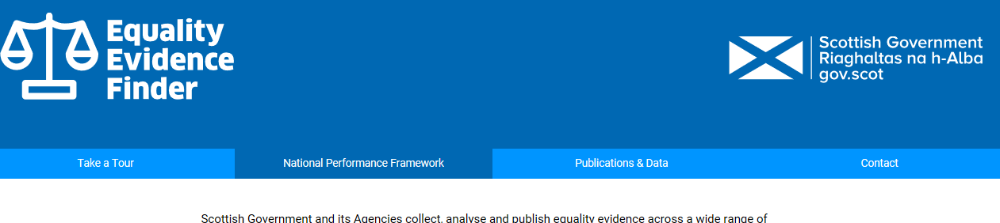 Equality
Evidence
Finder
Scottish Government
Riaghaltas na h-Alba
gov.scot
Take a Tour
National Performance Framework
Publications & Data
Contact
Scottish Government and its Agencies collect, analyse and publish equality evidence across a wide range of